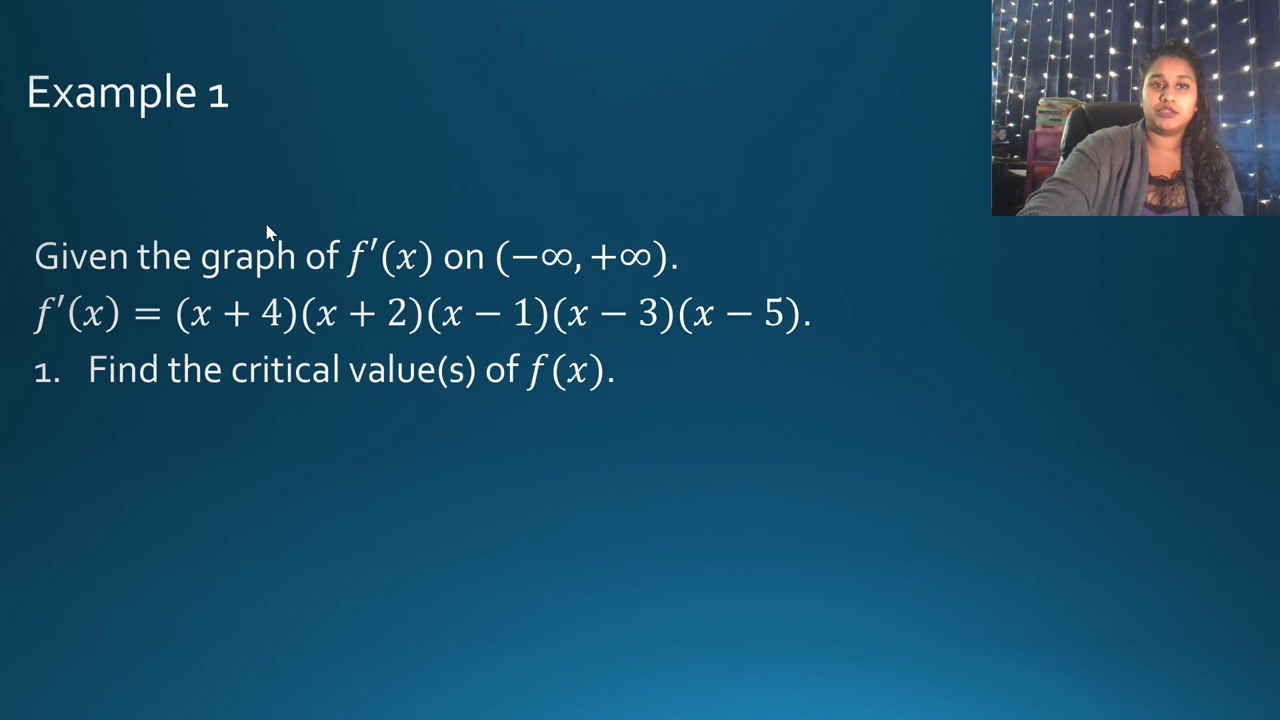 Example 1
Given the graph of f′(x) on (−∞, +∞).
f′(x) = (x + 4)(x + 2)(x − 1)(x − 3)(x − 5).
1. Find the critical value(s) of f(x).